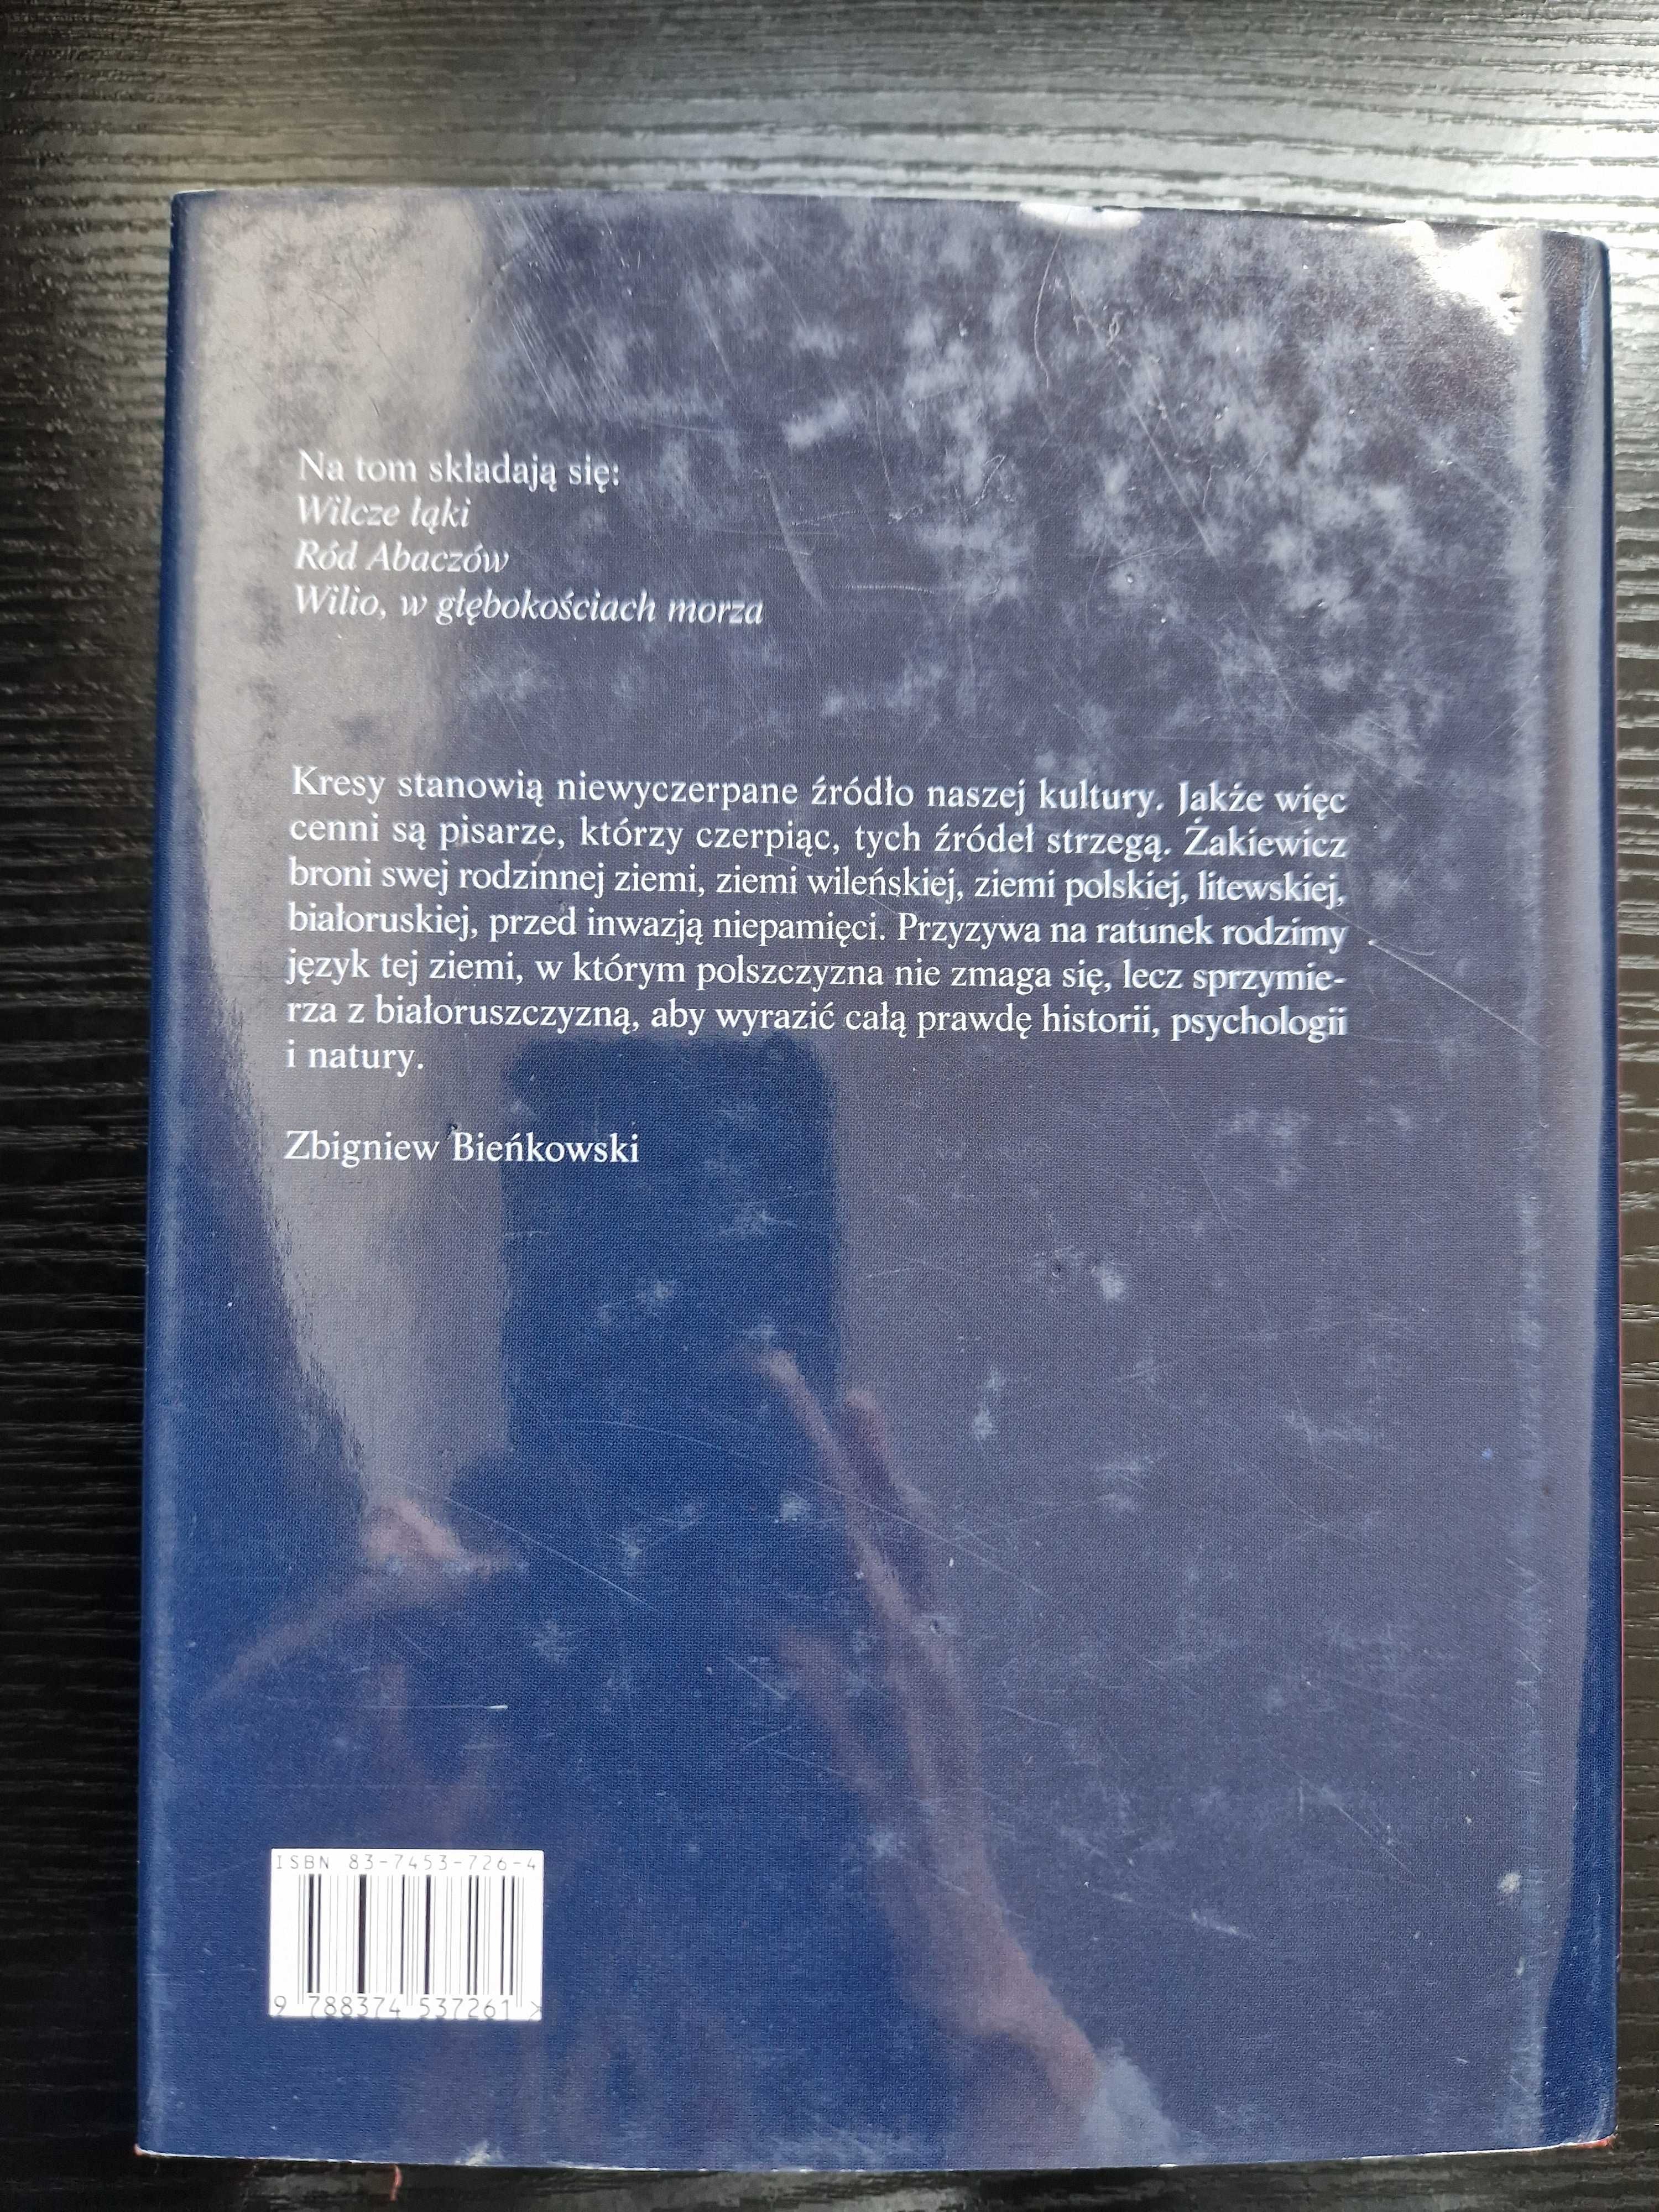 Na tom składają się:
Wilcze łąki
Ród Abaczów
Wilio, w głębokościach morza
Kresy stanowią niewyczerpane źródło naszej kultury. Jakże więc
cenni są pisarze, którzy czerpiąc, tych źródeł strzegą. Żakiewicz
broni swej rodzinnej ziemi, ziemi wileńskiej, ziemi polskiej, litewskiej,
białoruskiej, przed inwazją niepamięci. Przyzywa na ratunek rodzimy
język tej ziemi, w którym polszczyzna nie zmaga się, lecz sprzymie-
rza z białoruszczyzną, aby wyrazić całą prawdę historii, psychologii
i natury.
Zbigniew Bieńkowski
ISBN 83-7453-726-4
9 788374 537261 >